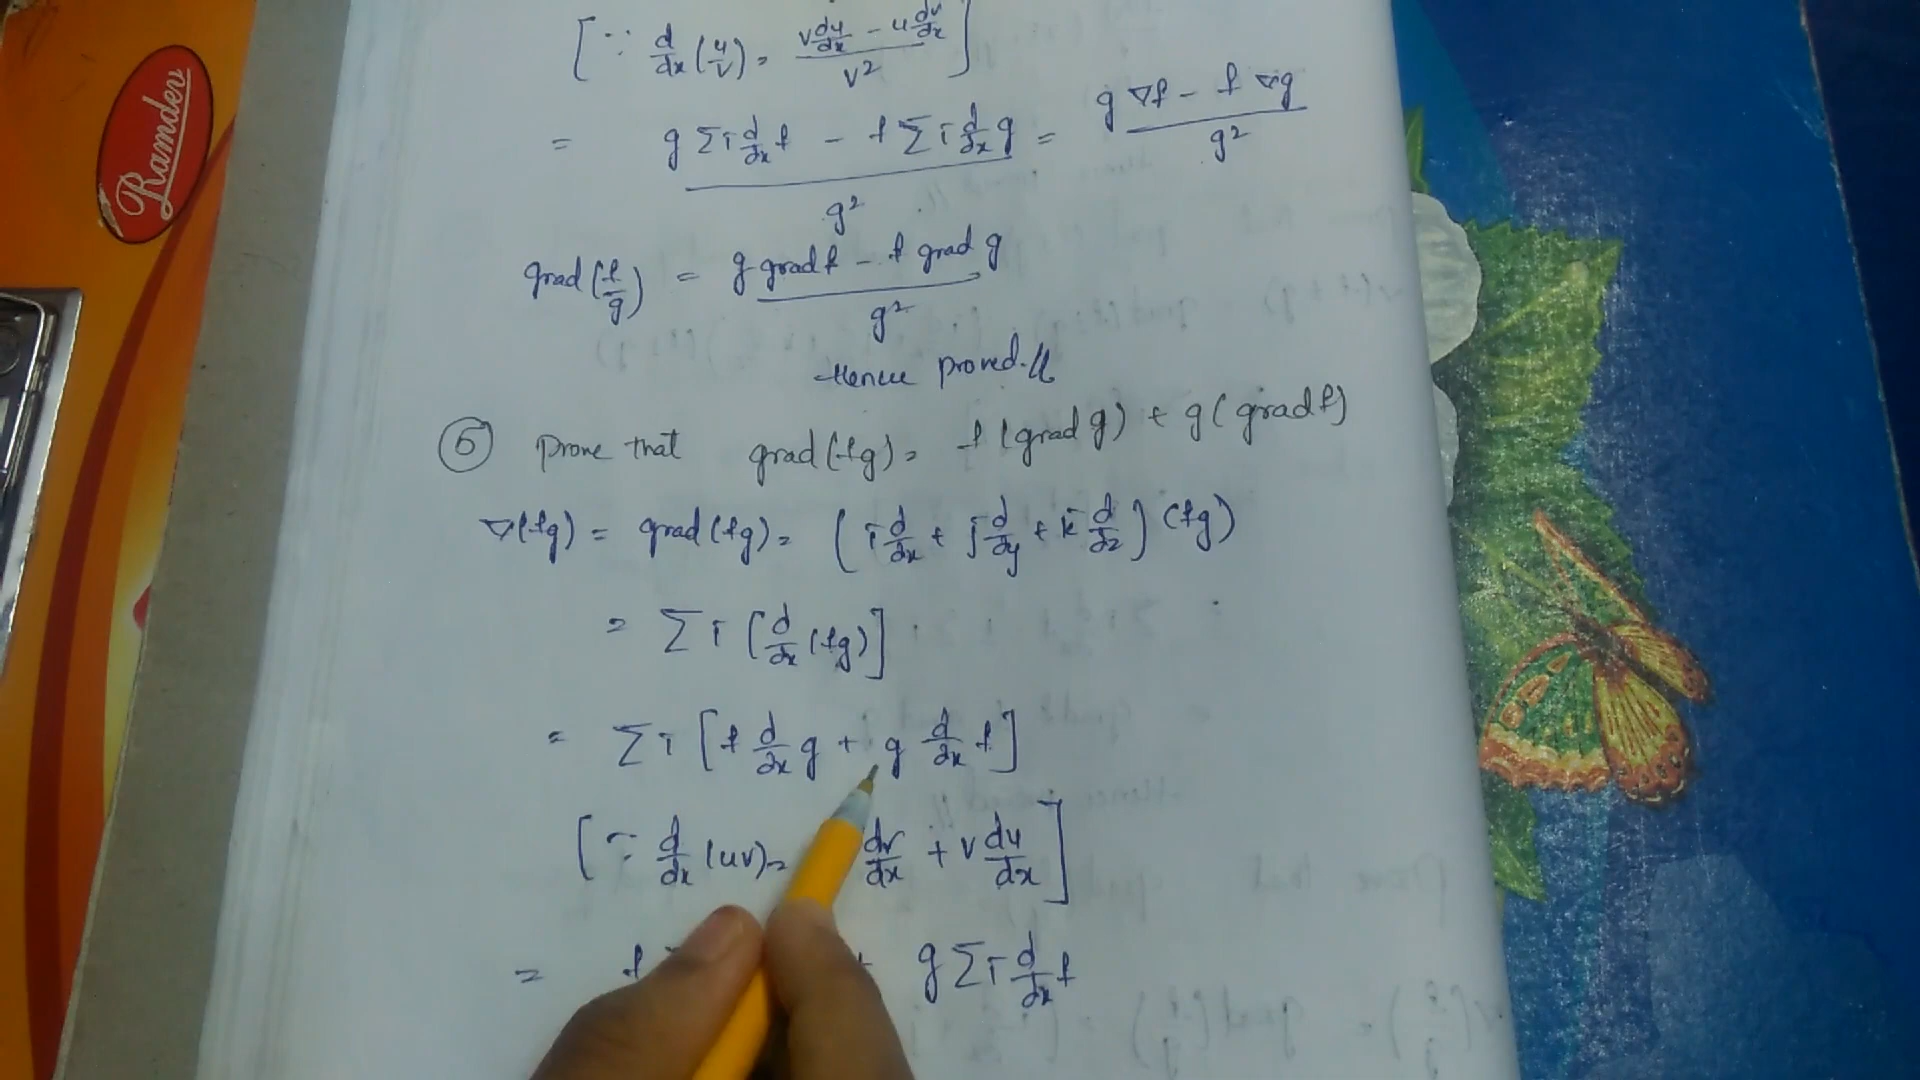 Ramdev
[∵ d/dx (u/v) = (v du/dx - u dv/dx) / v²]
= (g Σ i d/dx f - f Σ i d/dx g) / g² = (g ∇f - f ∇g) / g²
grad (f/g) = (g grad f - f grad g) / g²
Hence proved.//
⑤ prove that grad (fg) = f (grad g) + g (grad f)
∇(fg) = grad (fg) = (i d/dx + j d/dy + k d/dz) (fg)
= Σ i [d/dx (fg)]
= Σ i [f d/dx g + g d/dx f]
[∵ d/dx (uv) = dv/dx + v du/dx]
= f + g Σ i d/dx f